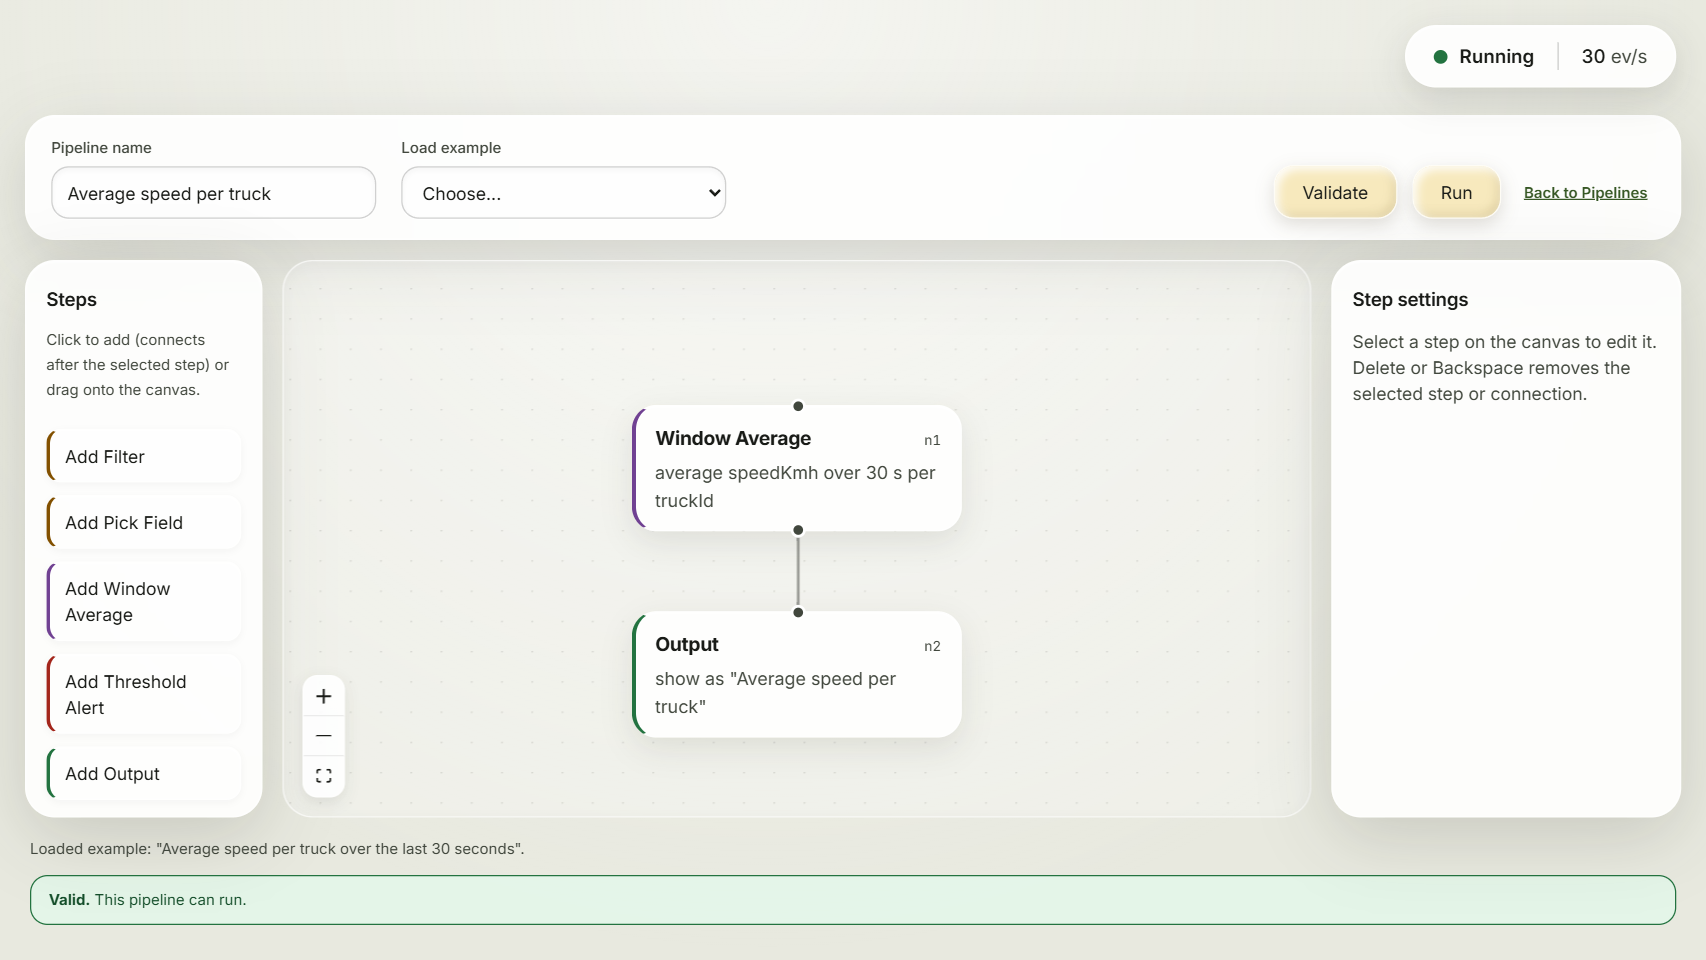 Running
30 ev/s
Pipeline name
Load example
Average speed per truck
Choose...
Validate
Run
Back to Pipelines
Steps
Click to add (connects
after the selected step) or
drag onto the canvas.
Add Filter
Add Pick Field
Add Window
Average
Add Threshold
Alert
Add Output
Window Average
n1
average speedKmh over 30 s per
truckId
Output
n2
show as "Average speed per
truck"
Step settings
Select a step on the canvas to edit it.
Delete or Backspace removes the
selected step or connection.
Loaded example: "Average speed per truck over the last 30 seconds".
Valid. This pipeline can run.